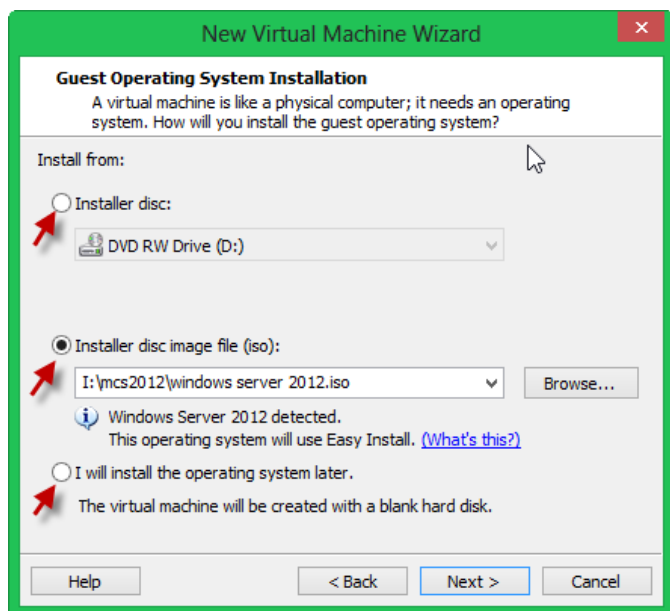 New Virtual Machine Wizard
Guest Operating System Installation
A virtual machine is like a physical computer; it needs an operating
system. How will you install the guest operating system?
Install from:
Installer disc:
DVD RW Drive (D:)
Installer disc image file (iso):
I:\mcs2012\windows server 2012.iso
Browse...
Windows Server 2012 detected.
This operating system will use Easy Install. (What's this?)
I will install the operating system later.
The virtual machine will be created with a blank hard disk.
Help < Back Next > Cancel